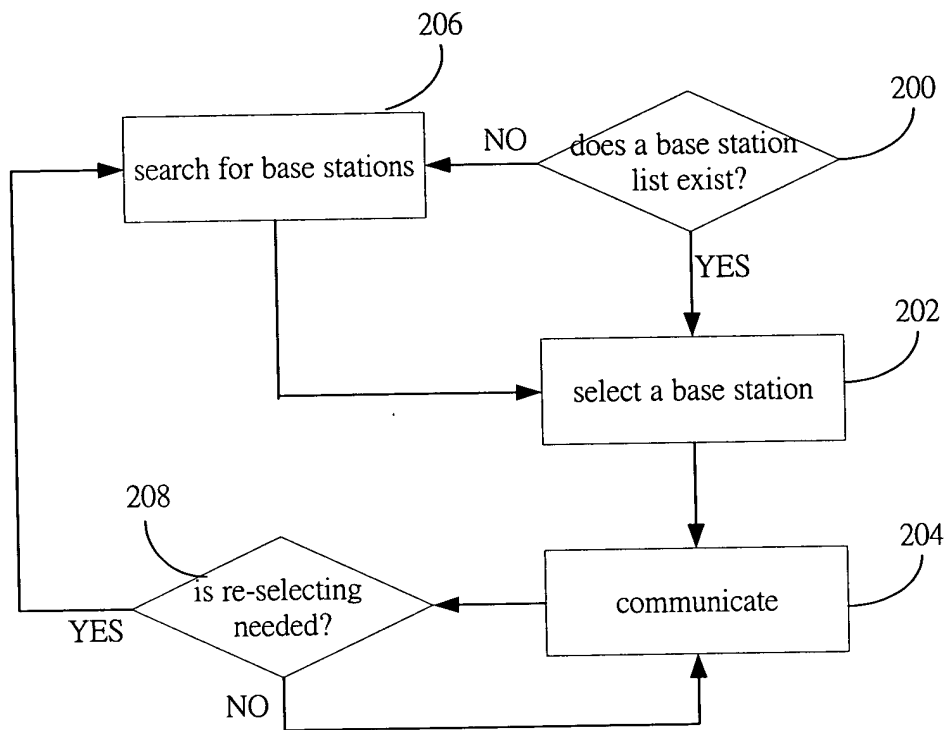 206
200
NO
does a base station
list exist?
search for base stations
YES
202
select a base station
208
204
is re-selecting
needed?
communicate
YES
NO